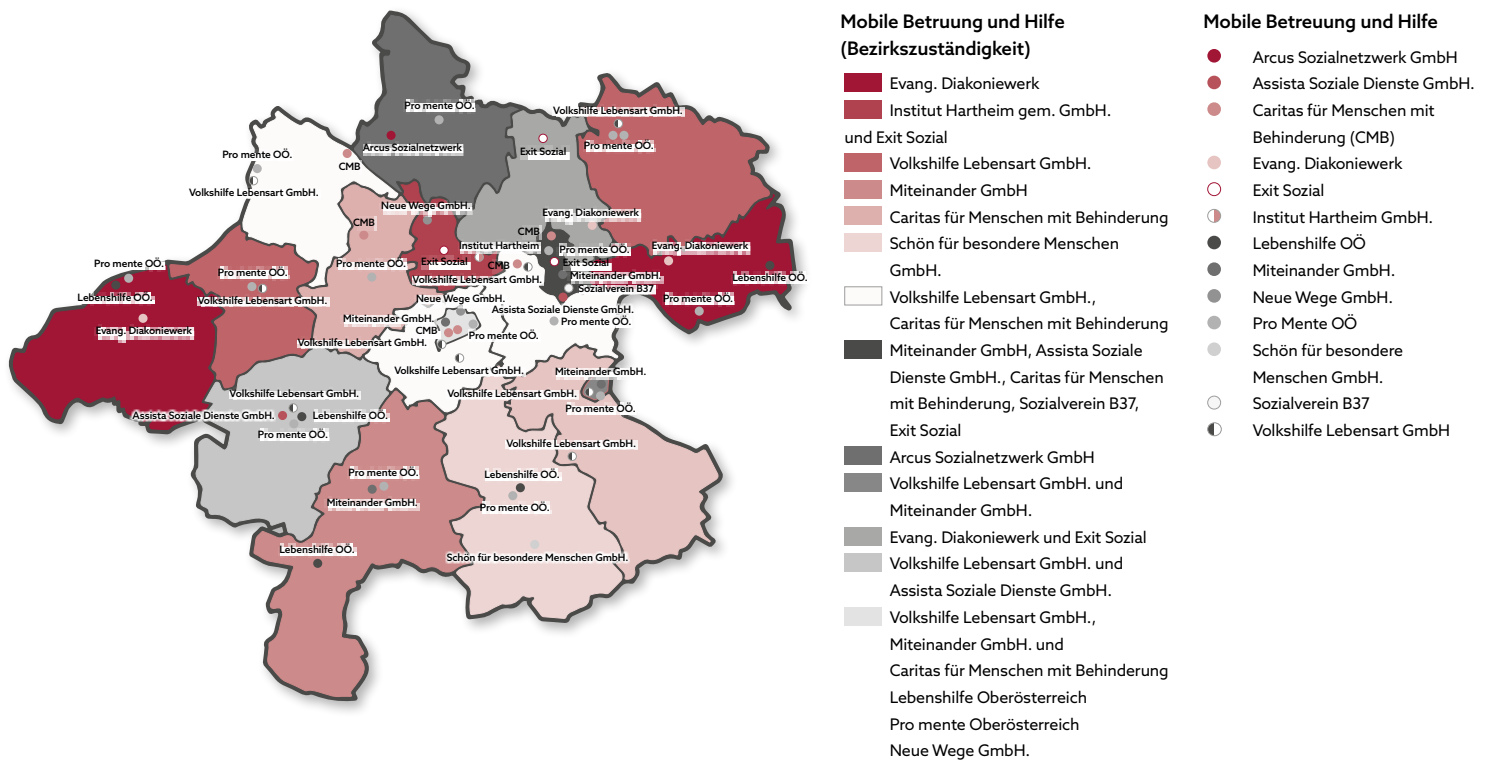 Pro mente OÖ.
Arcus Sozialnetzwerk
Volkshilfe Lebensart GmbH.
Exit Sozial
Pro mente OÖ.
Pro mente OÖ.
CMB
Volkshilfe Lebensart GmbH.
Neue Wege GmbH.
CMB
Evang. Diakoniewerk
CMB
Institut Hartheim
Pro mente OÖ.
Evang. Diakoniewerk
Exit Sozial
CMB
Exit Sozial
Pro mente OÖ.
Pro mente OÖ.
Pro mente OÖ.
Volkshilfe Lebensart GmbH.
Miteinander GmbH.
Lebenshilfe OÖ.
Sozialverein B37
Lebenshilfe OÖ.
Volkshilfe Lebensart GmbH.
Neue Wege GmbH.
Pro mente OÖ.
Assista Soziale Dienste GmbH.
Evang. Diakoniewerk
Miteinander GmbH.
Pro mente OÖ.
CMB
Pro mente OÖ.
Volkshilfe Lebensart GmbH.
Volkshilfe Lebensart GmbH.
Miteinander GmbH.
Volkshilfe Lebensart GmbH.
Volkshilfe Lebensart GmbH.
Pro mente OÖ.
Assista Soziale Dienste GmbH.
Lebenshilfe OÖ.
Pro mente OÖ.
Volkshilfe Lebensart GmbH.
Pro mente OÖ.
Lebenshilfe OÖ.
Miteinander GmbH.
Pro mente OÖ.
Lebenshilfe OÖ.
Schön für besondere Menschen GmbH.
Mobile Betruung und Hilfe
(Bezirkszuständigkeit)
Evang. Diakoniewerk
Institut Hartheim gem. GmbH.
und Exit Sozial
Volkshilfe Lebensart GmbH.
Miteinander GmbH
Caritas für Menschen mit Behinderung
Schön für besondere Menschen
GmbH.
Volkshilfe Lebensart GmbH.,
Caritas für Menschen mit Behinderung
Miteinander GmbH, Assista Soziale
Dienste GmbH., Caritas für Menschen
mit Behinderung, Sozialverein B37,
Exit Sozial
Arcus Sozialnetzwerk GmbH
Volkshilfe Lebensart GmbH. und
Miteinander GmbH.
Evang. Diakoniewerk und Exit Sozial
Volkshilfe Lebensart GmbH. und
Assista Soziale Dienste GmbH.
Volkshilfe Lebensart GmbH.,
Miteinander GmbH. und
Caritas für Menschen mit Behinderung
Lebenshilfe Oberösterreich
Pro mente Oberösterreich
Neue Wege GmbH.
Mobile Betreuung und Hilfe
Arcus Sozialnetzwerk GmbH
Assista Soziale Dienste GmbH.
Caritas für Menschen mit
Behinderung (CMB)
Evang. Diakoniewerk
Exit Sozial
Institut Hartheim GmbH.
Lebenshilfe OÖ
Miteinander GmbH.
Neue Wege GmbH.
Pro Mente OÖ
Schön für besondere
Menschen GmbH.
Sozialverein B37
Volkshilfe Lebensart GmbH